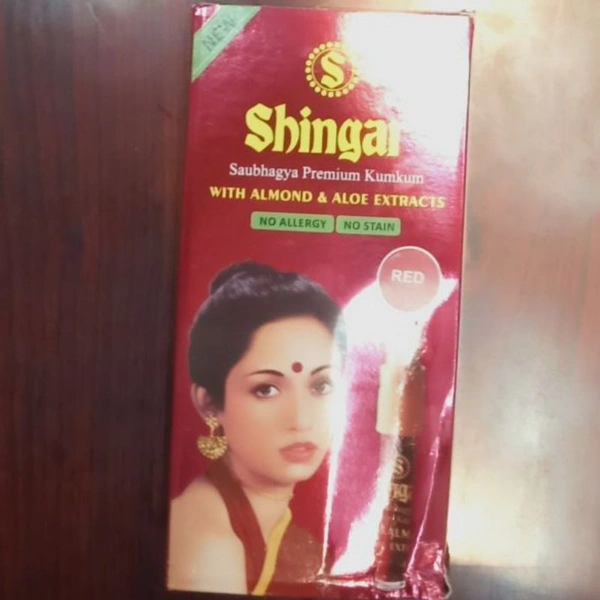 NEW
S
Shingar
Saubhagya Premium Kumkum
WITH ALMOND & ALOE EXTRACTS
NO ALLERGY NO STAIN
RED
S